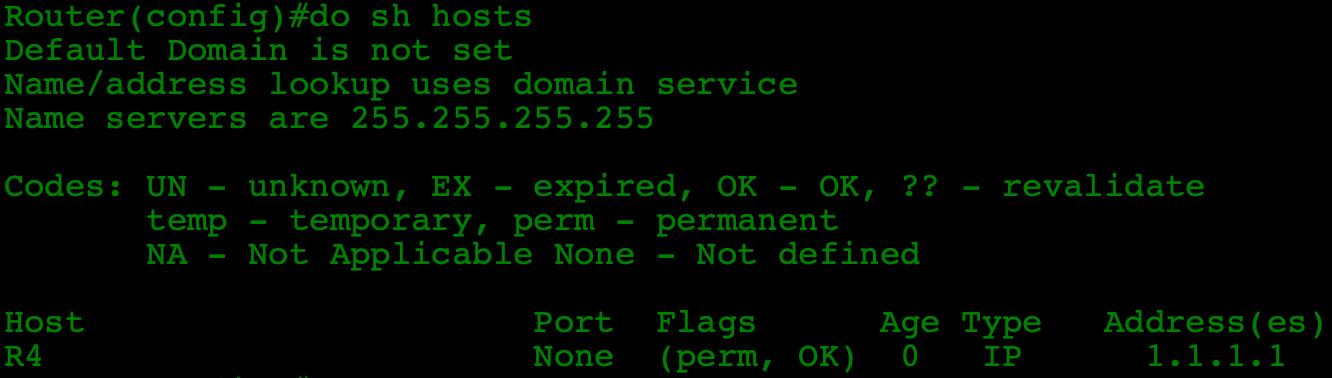 Router(config)#do sh hosts
Default Domain is not set
Name/address lookup uses domain service
Name servers are 255.255.255.255
Codes: UN - unknown, EX - expired, OK - OK, ?? - revalidate
temp - temporary, perm - permanent
NA - Not Applicable None - Not defined
Host Port Flags Age Type Address(es)
R4 None (perm, OK) 0 IP 1.1.1.1